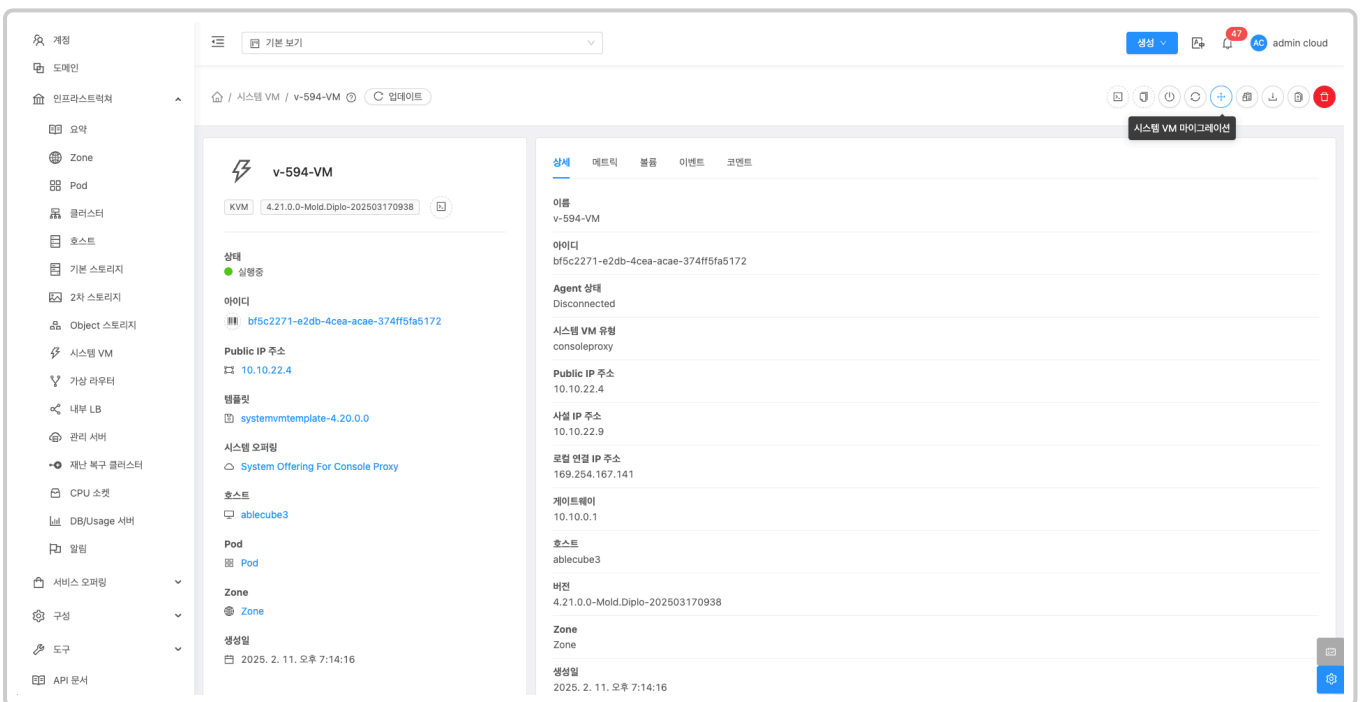 계정
도메인
인프라스트럭쳐
요약
Zone
Pod
클러스터
호스트
기본 스토리지
2차 스토리지
Object 스토리지
시스템 VM
가상 라우터
내부 LB
관리 서버
재난 복구 클러스터
CPU 소켓
DB/Usage 서버
알림
서비스 오퍼링
구성
도구
API 문서
기본 보기
생성
47
AC admin cloud
/ 시스템 VM / v-594-VM 업데이트
시스템 VM 마이그레이션
v-594-VM
KVM 4.21.0.0-Mold.Diplo-202503170938
상태
실행중
아이디
bf5c2271-e2db-4cea-acae-374ff5fa5172
Public IP 주소
10.10.22.4
템플릿
systemvmtemplate-4.20.0.0
시스템 오퍼링
System Offering For Console Proxy
호스트
ablecube3
Pod
Pod
Zone
Zone
생성일
2025. 2. 11. 오후 7:14:16
상세 메트릭 볼륨 이벤트 코멘트
이름
v-594-VM
아이디
bf5c2271-e2db-4cea-acae-374ff5fa5172
Agent 상태
Disconnected
시스템 VM 유형
consoleproxy
Public IP 주소
10.10.22.4
사설 IP 주소
10.10.22.9
로컬 연결 IP 주소
169.254.167.141
게이트웨이
10.10.0.1
호스트
ablecube3
버전
4.21.0.0-Mold.Diplo-202503170938
Zone
Zone
생성일
2025. 2. 11. 오후 7:14:16